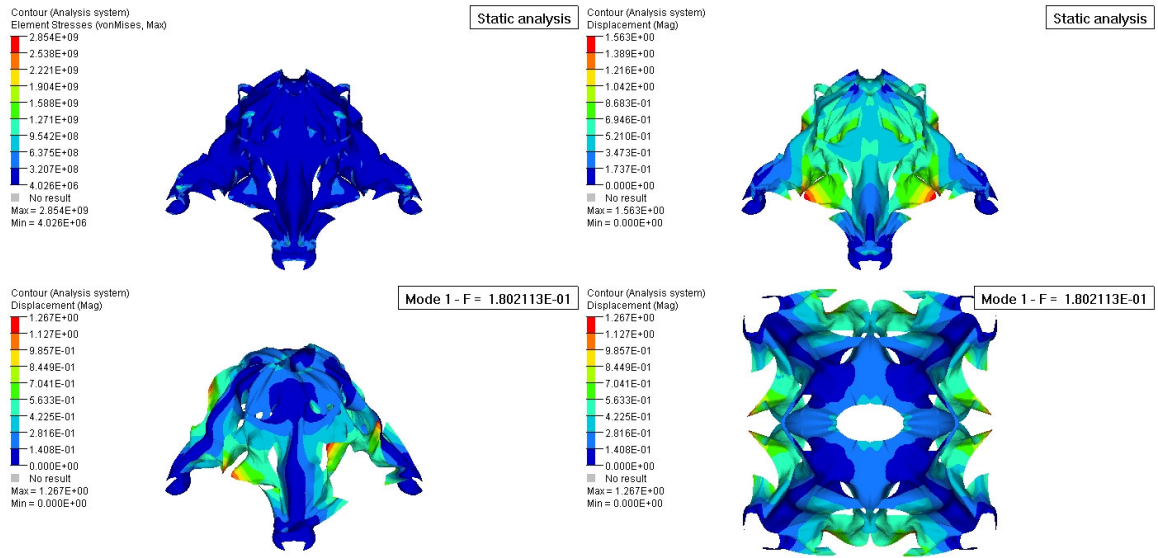 Contour (Analysis system)
Element Stresses (vonMises, Max)
2.854E+09
2.538E+09
2.221E+09
1.904E+09
1.588E+09
1.271E+09
9.542E+08
6.375E+08
3.207E+08
4.026E+06
No result
Max = 2.854E+09
Min = 4.026E+06
Static analysis
Contour (Analysis system)
Displacement (Mag)
1.563E+00
1.389E+00
1.216E+00
1.042E+00
8.683E-01
6.946E-01
5.210E-01
3.473E-01
1.737E-01
0.000E+00
No result
Max = 1.563E+00
Min = 0.000E+00
Static analysis
Contour (Analysis system)
Displacement (Mag)
1.267E+00
1.127E+00
9.857E-01
8.449E-01
7.041E-01
5.633E-01
4.225E-01
2.816E-01
1.408E-01
0.000E+00
No result
Max = 1.267E+00
Min = 0.000E+00
Mode 1 - F = 1.802113E-01
Contour (Analysis system)
Displacement (Mag)
1.267E+00
1.127E+00
9.857E-01
8.449E-01
7.041E-01
5.633E-01
4.225E-01
2.816E-01
1.408E-01
0.000E+00
No result
Max = 1.267E+00
Min = 0.000E+00
Mode 1 - F = 1.802113E-01